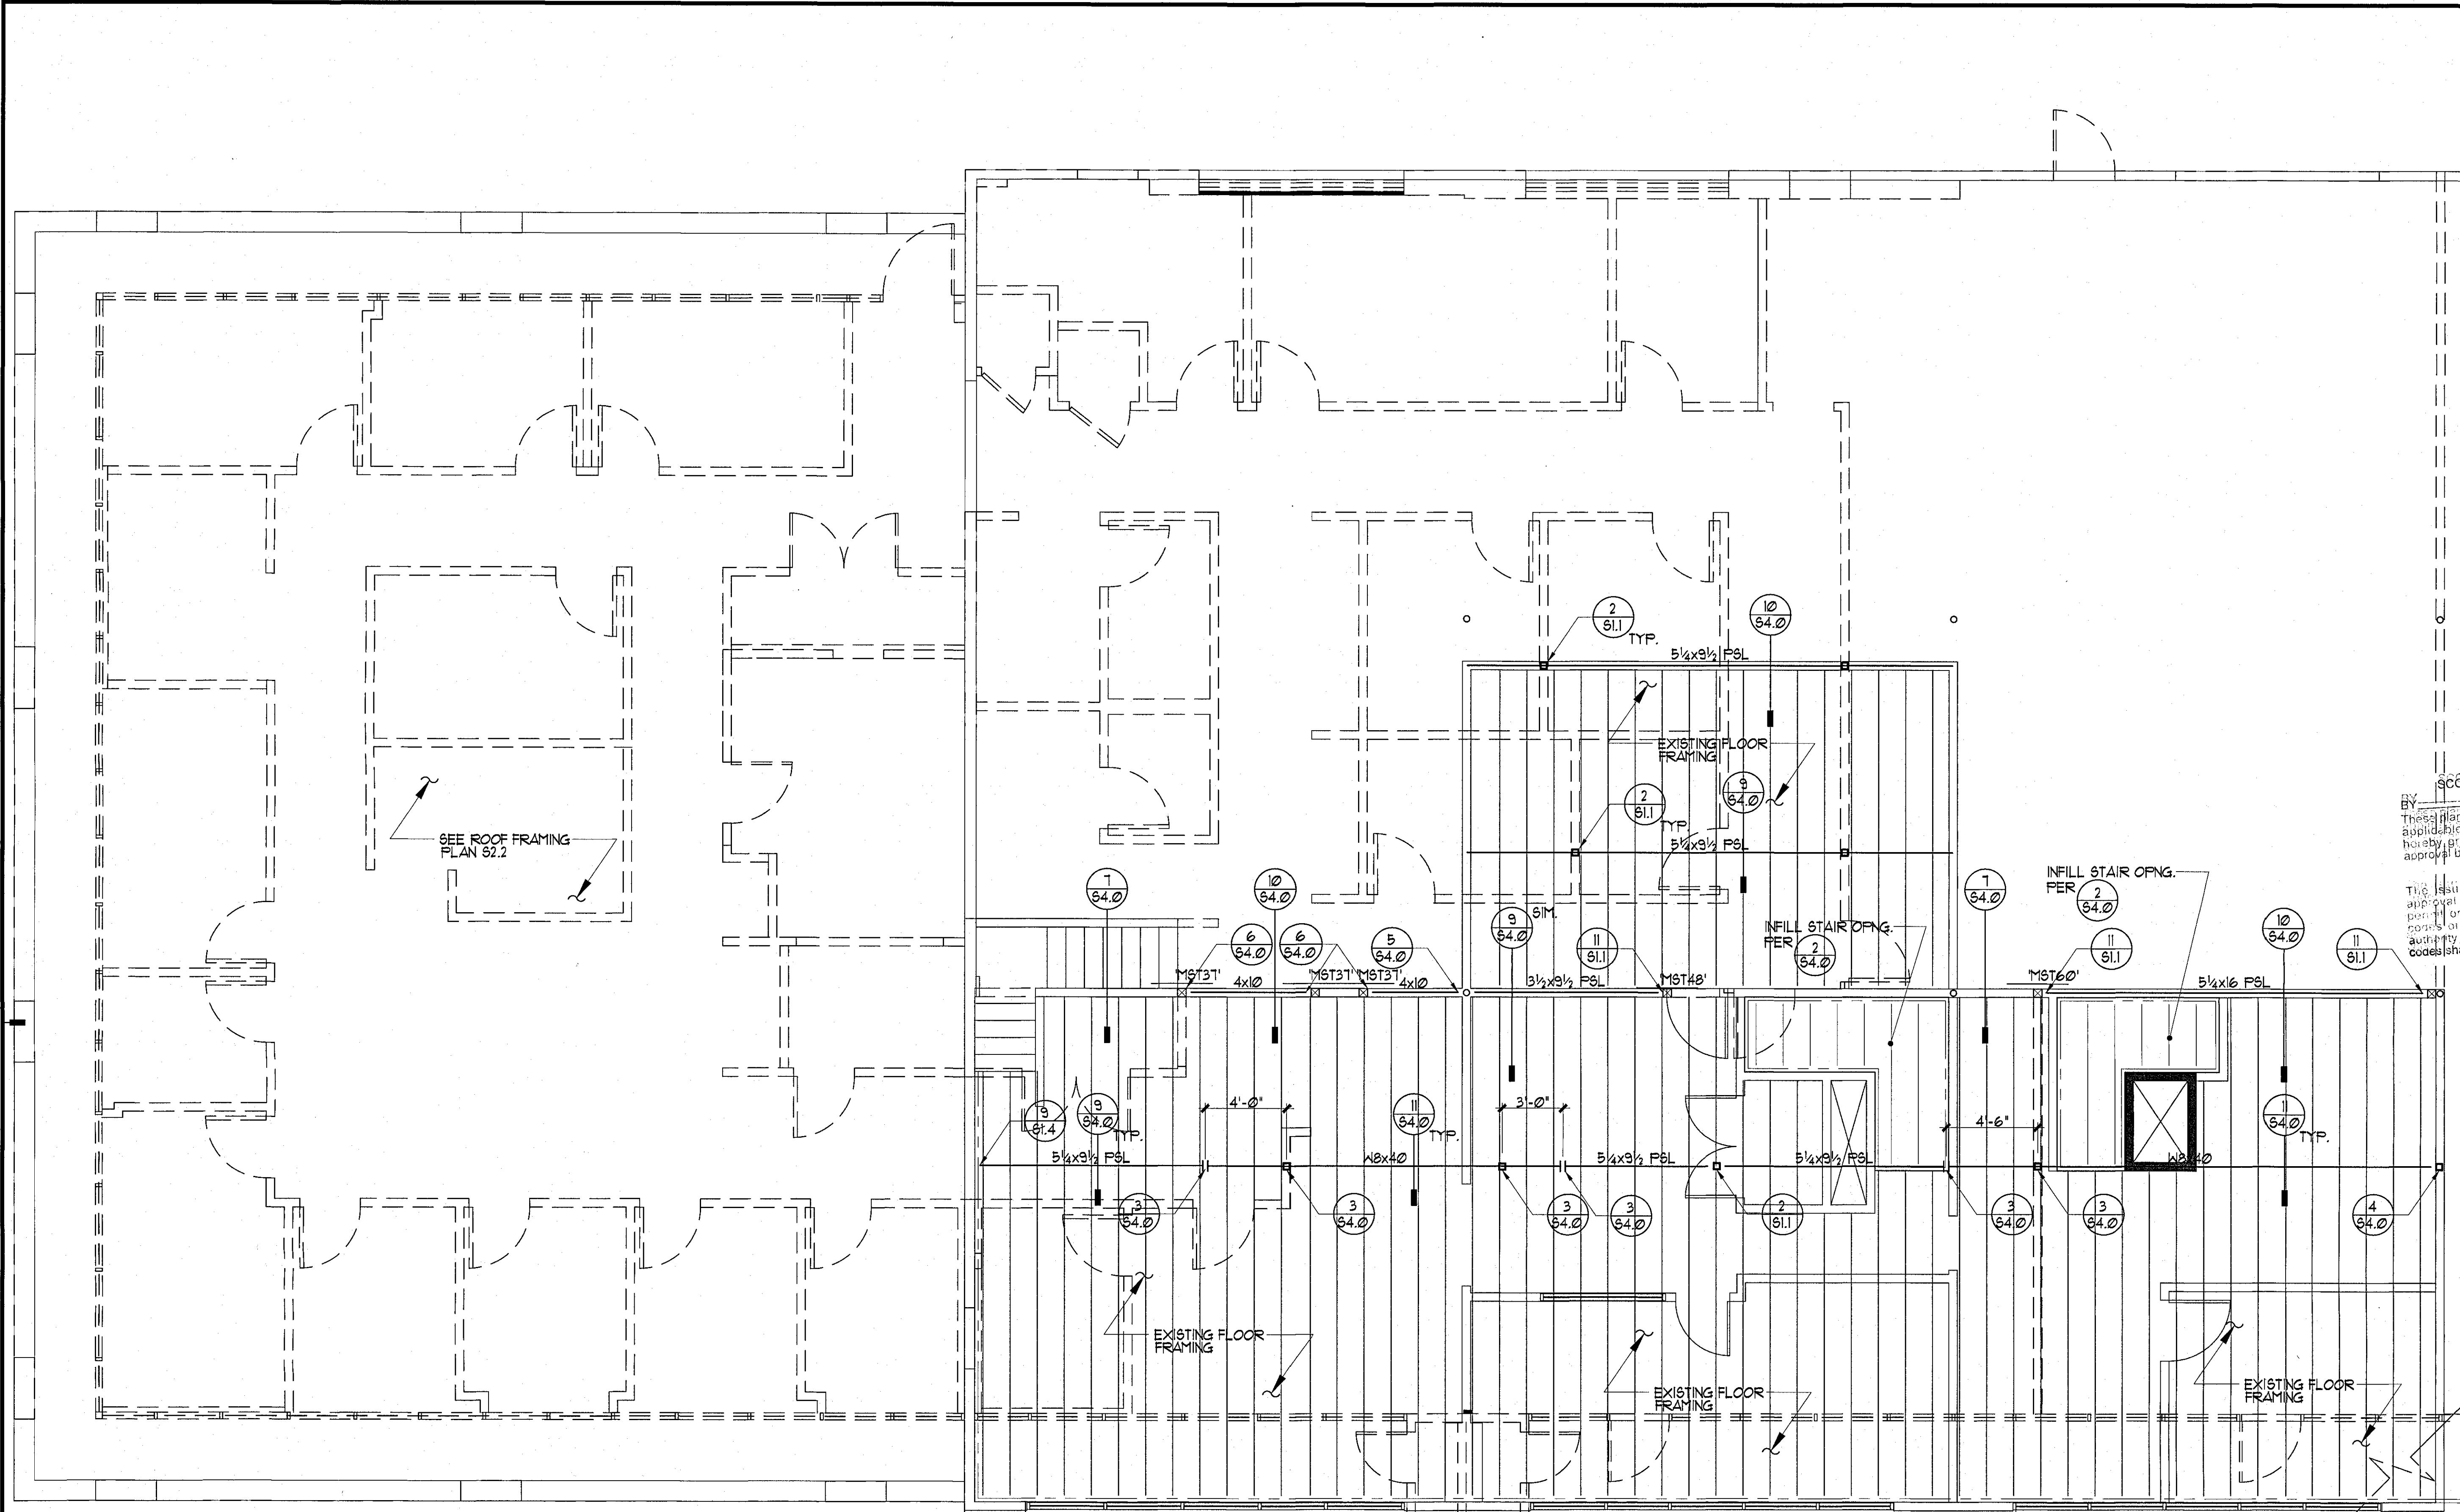 2
S1.1
TYP.
10
S4.0
5¼x9½ PSL
EXISTING FLOOR
FRAMING
9
S4.0
2
S1.1
TYP.
5¼x9½ PSL
SEE ROOF FRAMING
PLAN S2.2
BY
These
applicable
hereby
approval
The
approval
codes
7
S4.0
10
S4.0
6
S4.0
6
S4.0
5
S4.0
9
S4.0
SIM.
11
S1.1
INFILL STAIR OPNG.
PER
2
S4.0
7
S4.0
INFILL STAIR OPNG.
PER
2
S4.0
11
S1.1
10
S4.0
11
S1.1
'MST37'
4x10
'MST37'
'MST37'
4x10
3½x9½ PSL
'MST48'
'MST60'
5¼x16 PSL
9
S1.4
9
S4.0
TYP.
4'-0"
11
S4.0
TYP.
3'-0"
4'-6"
11
S4.0
TYP.
5¼x9½ PSL
W8x40
5¼x9½ PSL
5¼x9½ PSL
W8x40
3
S4.0
3
S4.0
3
S4.0
3
S4.0
2
S1.1
3
S4.0
3
S4.0
4
S4.0
EXISTING FLOOR
FRAMING
EXISTING FLOOR
FRAMING
EXISTING FLOOR
FRAMING